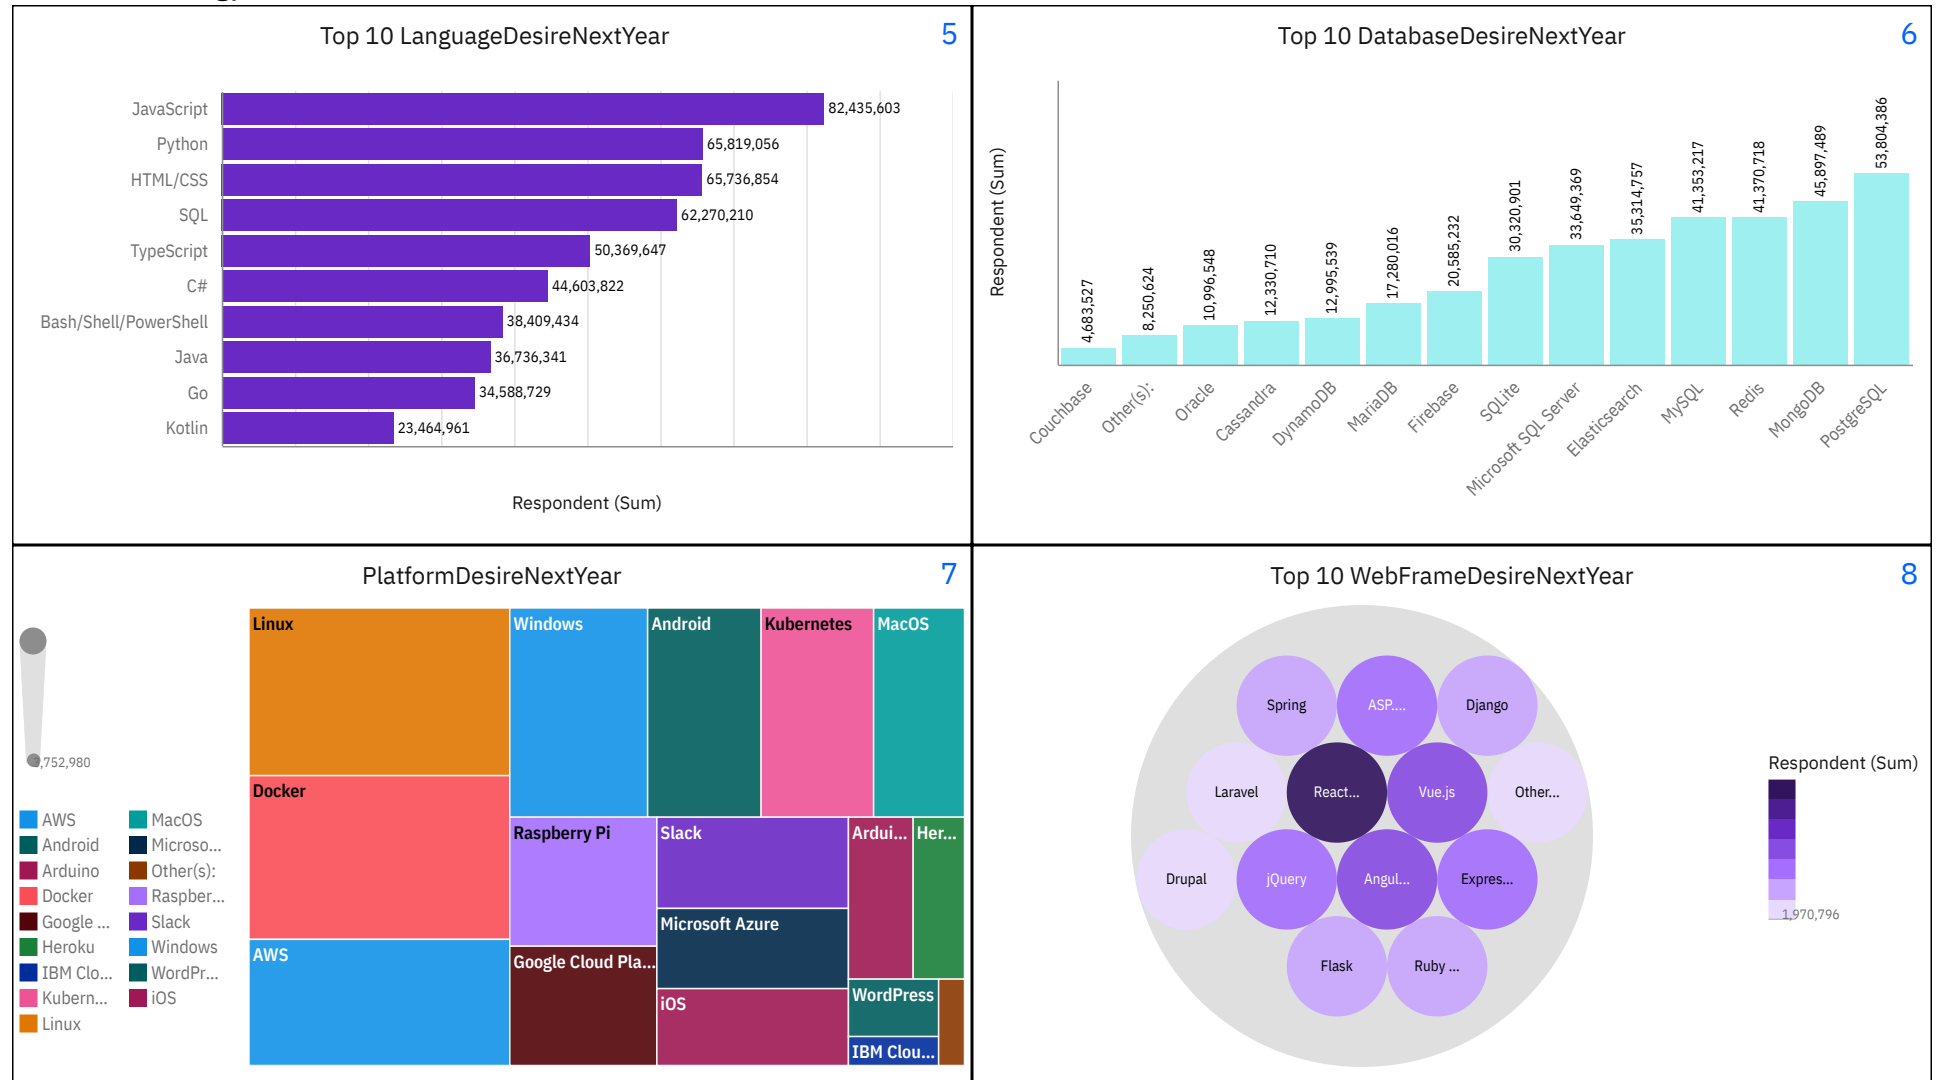 Top 10 LanguageDesireNextYear
5
JavaScript 82,435,603
Python 65,819,056
HTML/CSS 65,736,854
SQL 62,270,210
TypeScript 50,369,647
C# 44,603,822
Bash/Shell/PowerShell 38,409,434
Java 36,736,341
Go 34,588,729
Kotlin 23,464,961
Respondent (Sum)
Top 10 DatabaseDesireNextYear
6
Respondent (Sum)
4,683,527
8,250,624
10,996,548
12,330,710
12,995,539
17,280,016
20,585,232
30,320,901
33,649,369
35,314,757
41,353,217
41,370,718
45,897,489
53,804,386
Couchbase
Other(s):
Oracle
Cassandra
DynamoDB
MariaDB
Firebase
SQLite
Microsoft SQL Server
Elasticsearch
MySQL
Redis
MongoDB
PostgreSQL
PlatformDesireNextYear
7
,752,980
AWS
Android
Arduino
Docker
Google ...
Heroku
IBM Clo...
Kubern...
Linux
MacOS
Microso...
Other(s):
Raspber...
Slack
Windows
WordPr...
iOS
Linux
Windows
Android
Kubernetes
MacOS
Docker
Raspberry Pi
Slack
Ardui...
Her...
Microsoft Azure
AWS
Google Cloud Pla...
iOS
WordPress
IBM Clou...
Top 10 WebFrameDesireNextYear
8
Spring
ASP....
Django
Laravel
React...
Vue.js
Other...
Drupal
jQuery
Angul...
Expres...
Flask
Ruby ...
Respondent (Sum)
1,970,796